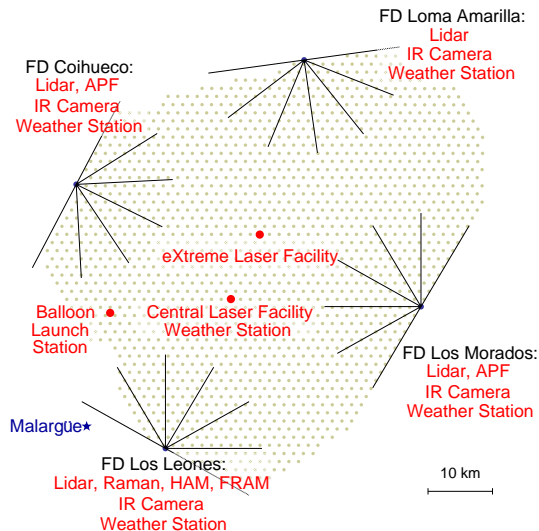 FD Loma Amarilla:
Lidar
IR Camera
Weather Station
FD Coihueco:
Lidar, APF
IR Camera
Weather Station
eXtreme Laser Facility
Balloon
Launch
Station
Central Laser Facility
Weather Station
FD Los Morados:
Lidar, APF
IR Camera
Weather Station
Malargüe
FD Los Leones:
Lidar, Raman, HAM, FRAM
IR Camera
Weather Station
10 km